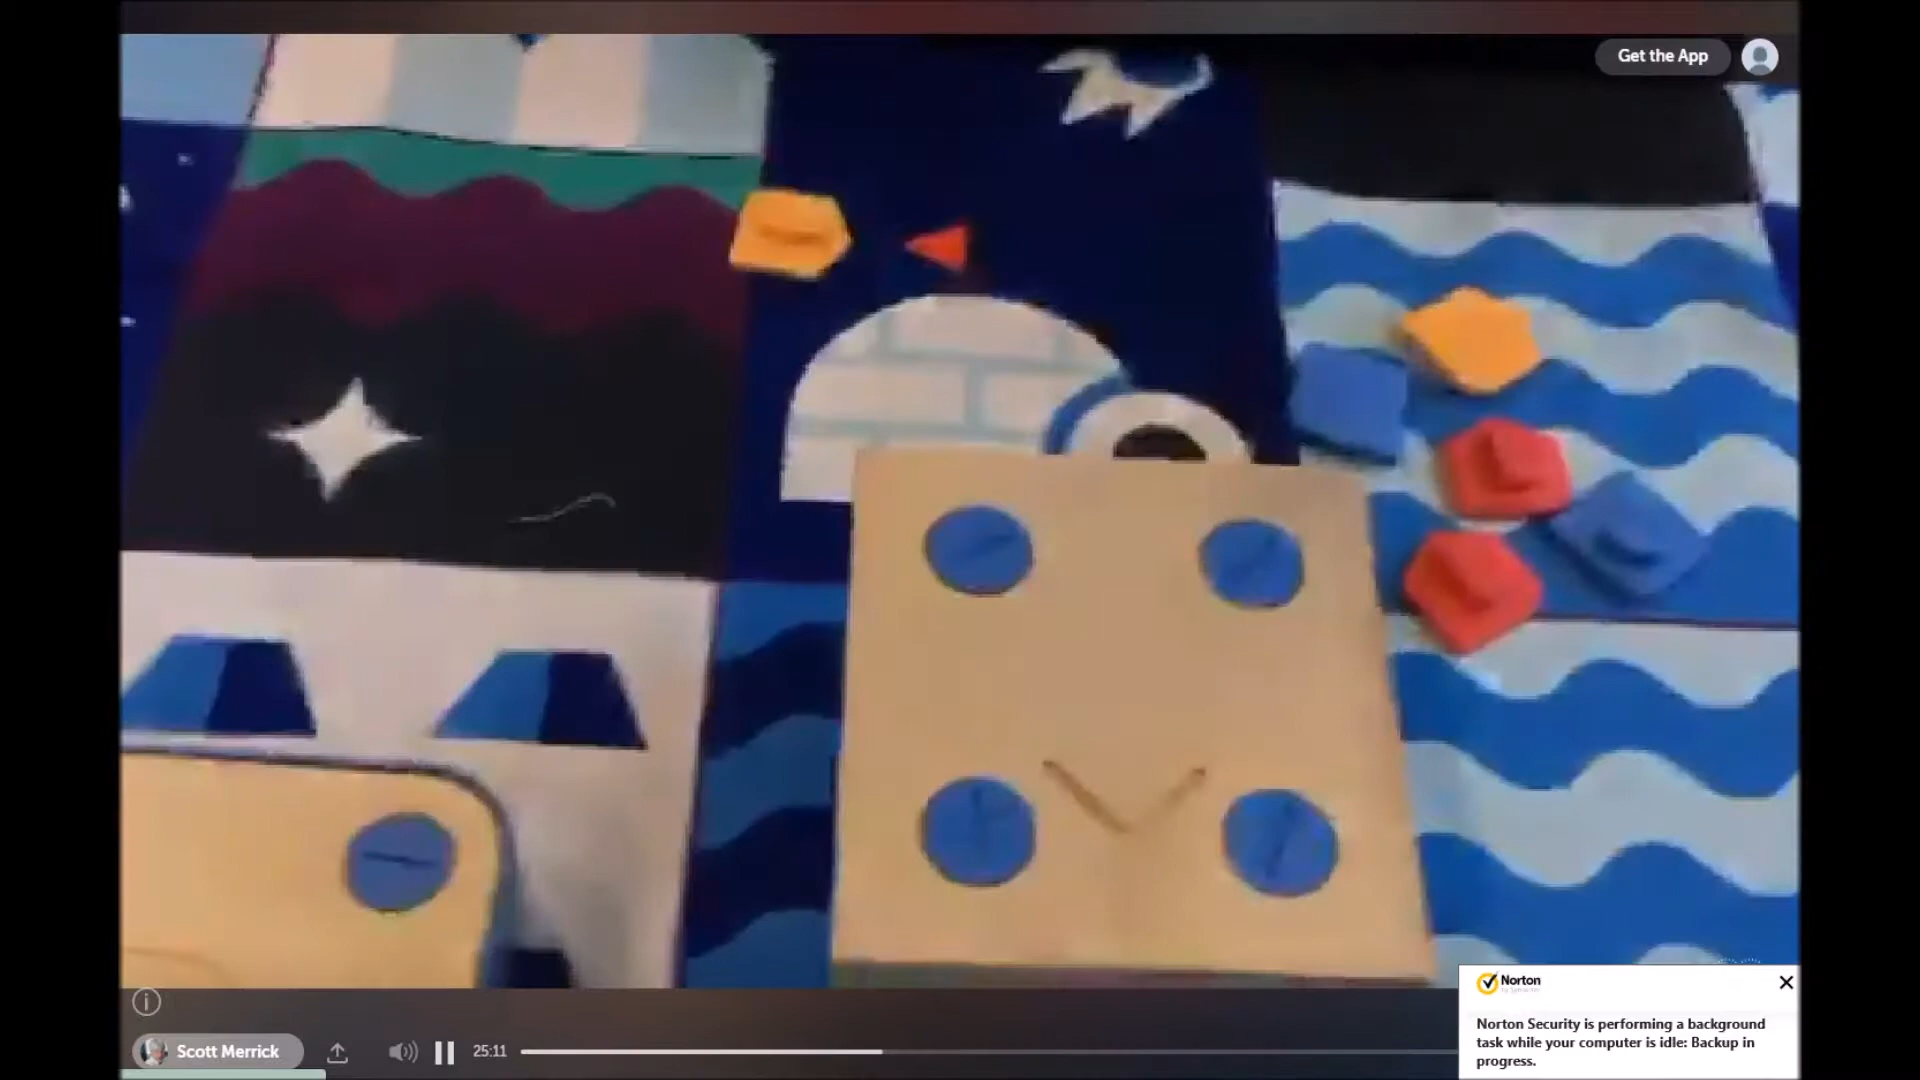 Get the App
Norton
Norton Security is performing a background
task while your computer is idle: Backup in
progress.
Scott Merrick
25:11